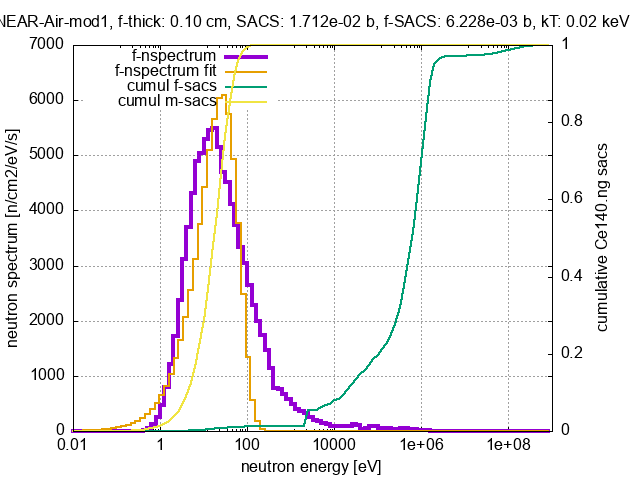 NEAR-Air-mod1, f-thick: 0.10 cm, SACS: 1.712e-02 b, f-SACS: 6.228e-03 b, kT: 0.02 keV
f-nspectrum
f-nspectrum fit
cumul f-sacs
cumul m-sacs
neutron spectrum [n/cm2/eV/s]
7000
6000
5000
4000
3000
2000
1000
0
cumulative Ce140.ng sacs
1
0.8
0.6
0.4
0.2
0
0.01 1 100 10000 1e+06 1e+08
neutron energy [eV]